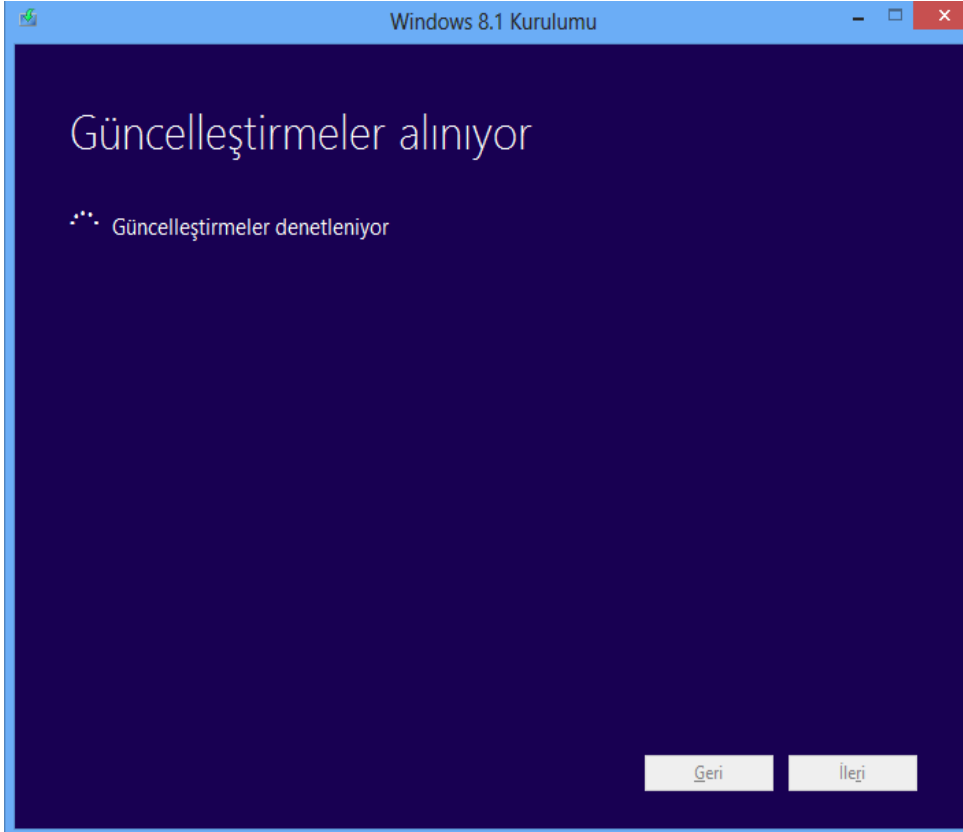 Windows 8.1 Kurulumu
Güncelleştirmeler alınıyor
Güncelleştirmeler denetleniyor
Geri
İleri